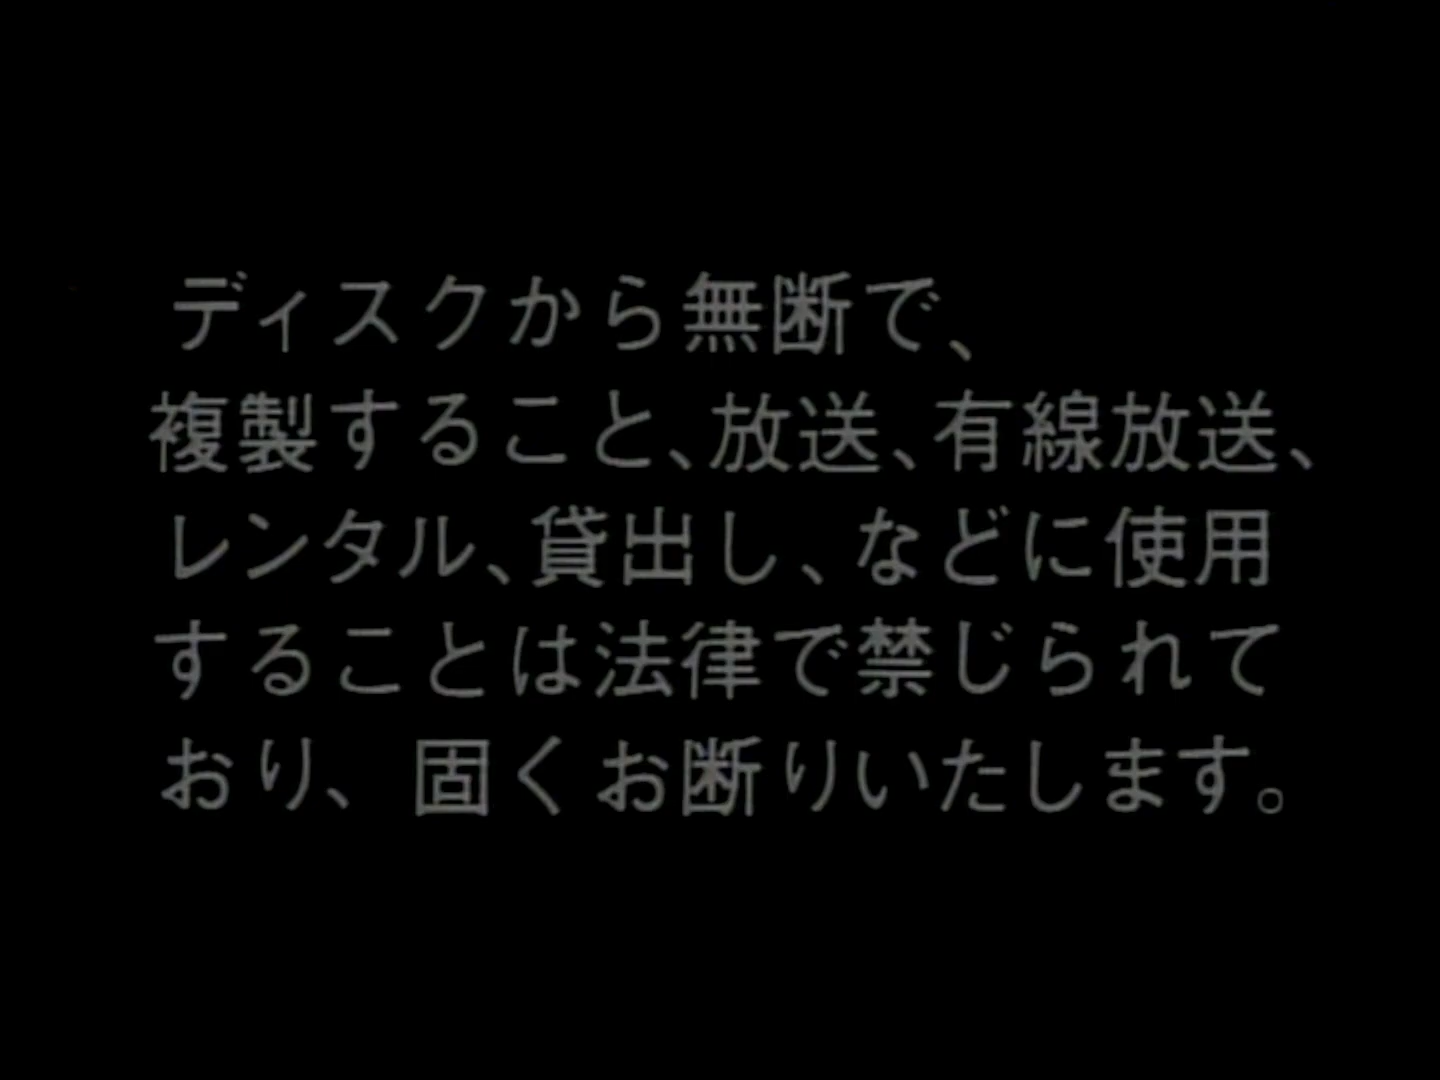 ディスクから無断で、
複製すること、放送、有線放送、
レンタル、貸出し、などに使用
することは法律で禁じられて
おり、固くお断りいたします。